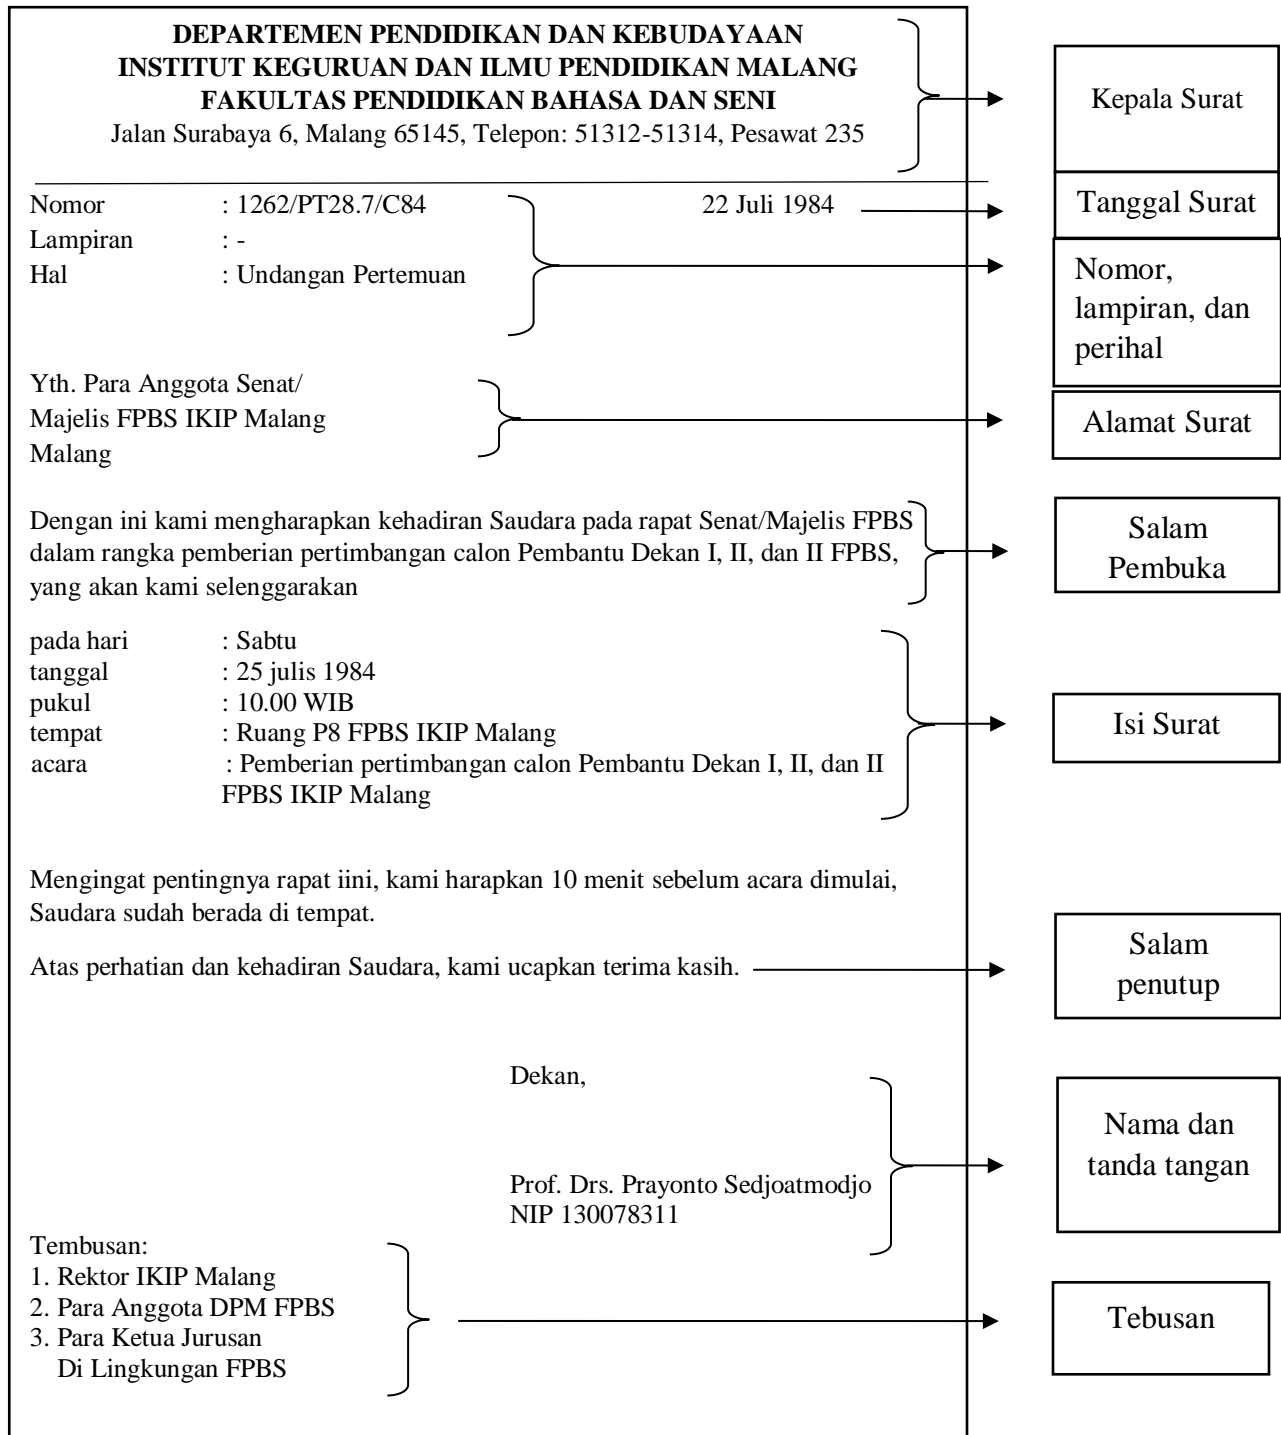 DEPARTEMEN PENDIDIKAN DAN KEBUDAYAAN
INSTITUT KEGURUAN DAN ILMU PENDIDIKAN MALANG
FAKULTAS PENDIDIKAN BAHASA DAN SENI
Jalan Surabaya 6, Malang 65145, Telepon: 51312-51314, Pesawat 235
Kepala Surat
Nomor : 1262/PT28.7/C84 22 Juli 1984
Tanggal Surat
Lampiran : -
Hal : Undangan Pertemuan
Nomor,
lampiran, dan
perihal
Yth. Para Anggota Senat/
Majelis FPBS IKIP Malang
Malang
Alamat Surat
Dengan ini kami mengharapkan kehadiran Saudara pada rapat Senat/Majelis FPBS
dalam rangka pemberian pertimbangan calon Pembantu Dekan I, II, dan II FPBS,
yang akan kami selenggarakan
Salam
Pembuka
pada hari : Sabtu
tanggal : 25 julis 1984
pukul : 10.00 WIB
tempat : Ruang P8 FPBS IKIP Malang
acara : Pemberian pertimbangan calon Pembantu Dekan I, II, dan II
FPBS IKIP Malang
Isi Surat
Mengingat pentingnya rapat iini, kami harapkan 10 menit sebelum acara dimulai,
Saudara sudah berada di tempat.
Atas perhatian dan kehadiran Saudara, kami ucapkan terima kasih.
Salam
penutup
Dekan,
Prof. Drs. Prayonto Sedjoatmodjo
NIP 130078311
Nama dan
tanda tangan
Tembusan:
1. Rektor IKIP Malang
2. Para Anggota DPM FPBS
3. Para Ketua Jurusan
Di Lingkungan FPBS
Tebusan